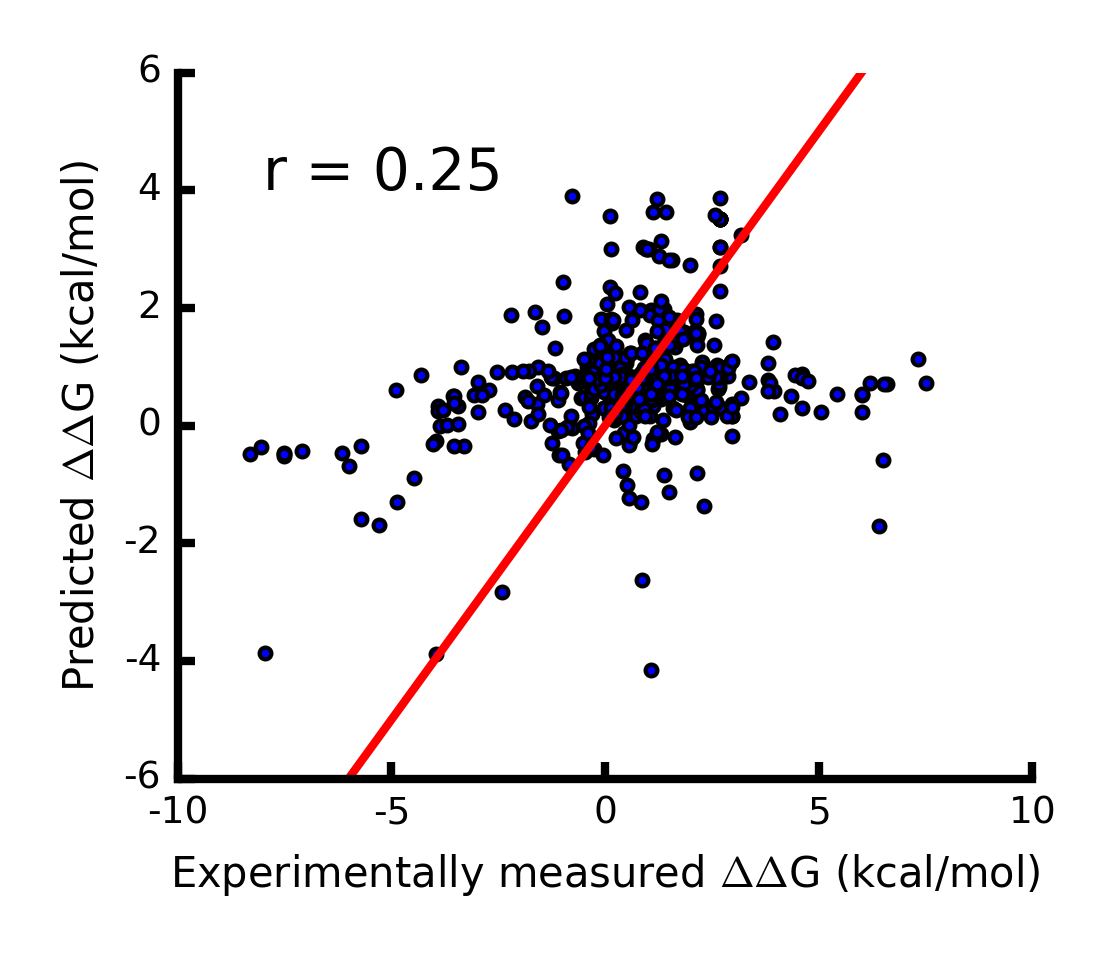 r = 0.25
Predicted ΔΔG (kcal/mol)
6
4
2
0
-2
-4
-6
-10 -5 0 5 10
Experimentally measured ΔΔG (kcal/mol)